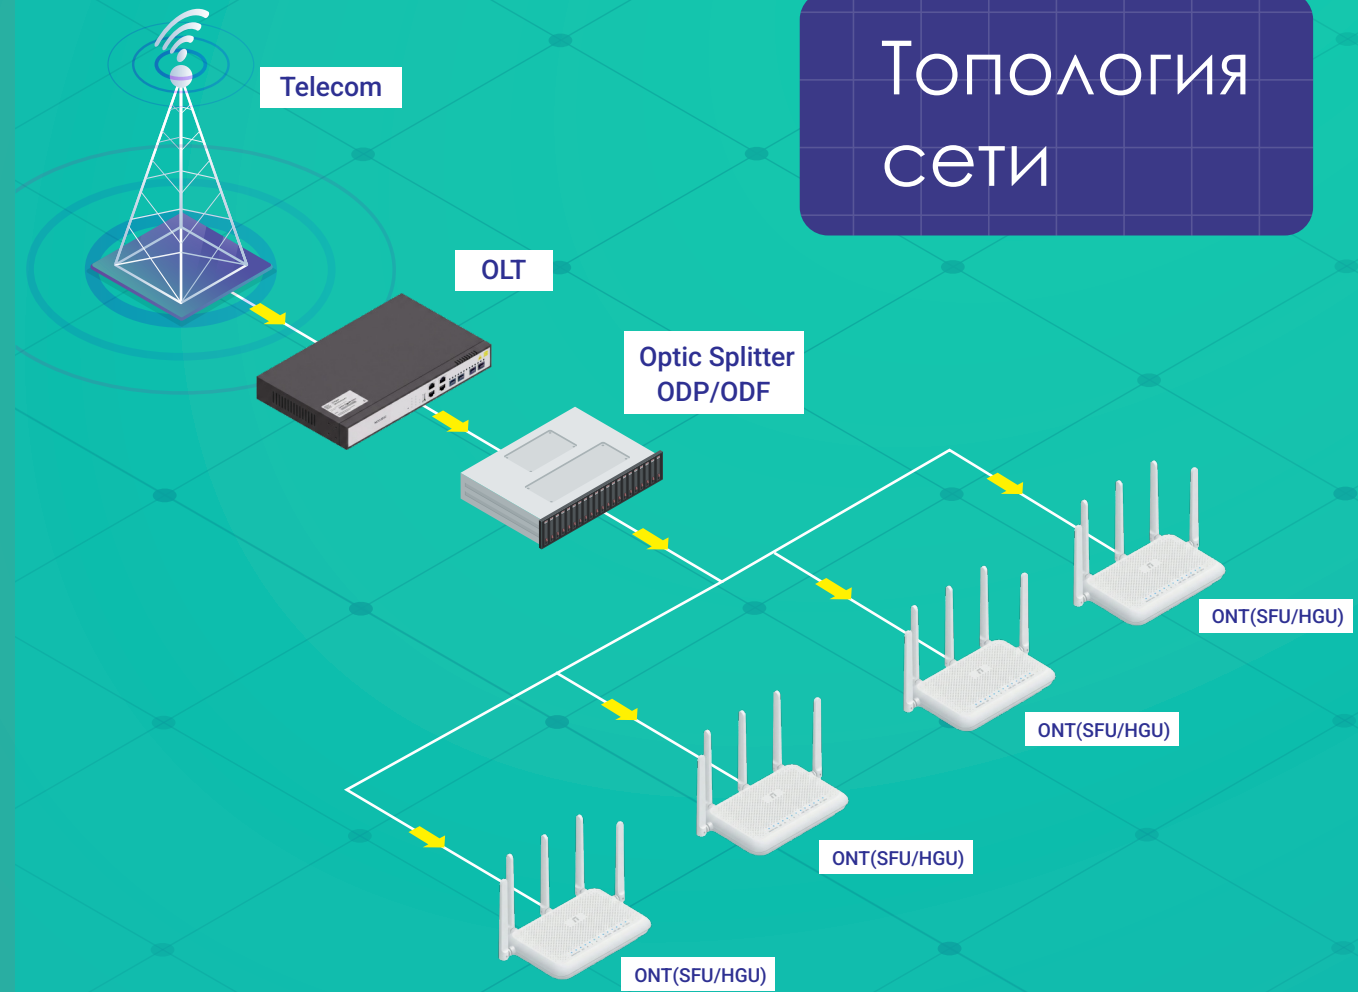 Telecom
Топология
сети
OLT
Optic Splitter
ODP/ODF
ONT(SFU/HGU)
ONT(SFU/HGU)
ONT(SFU/HGU)
ONT(SFU/HGU)